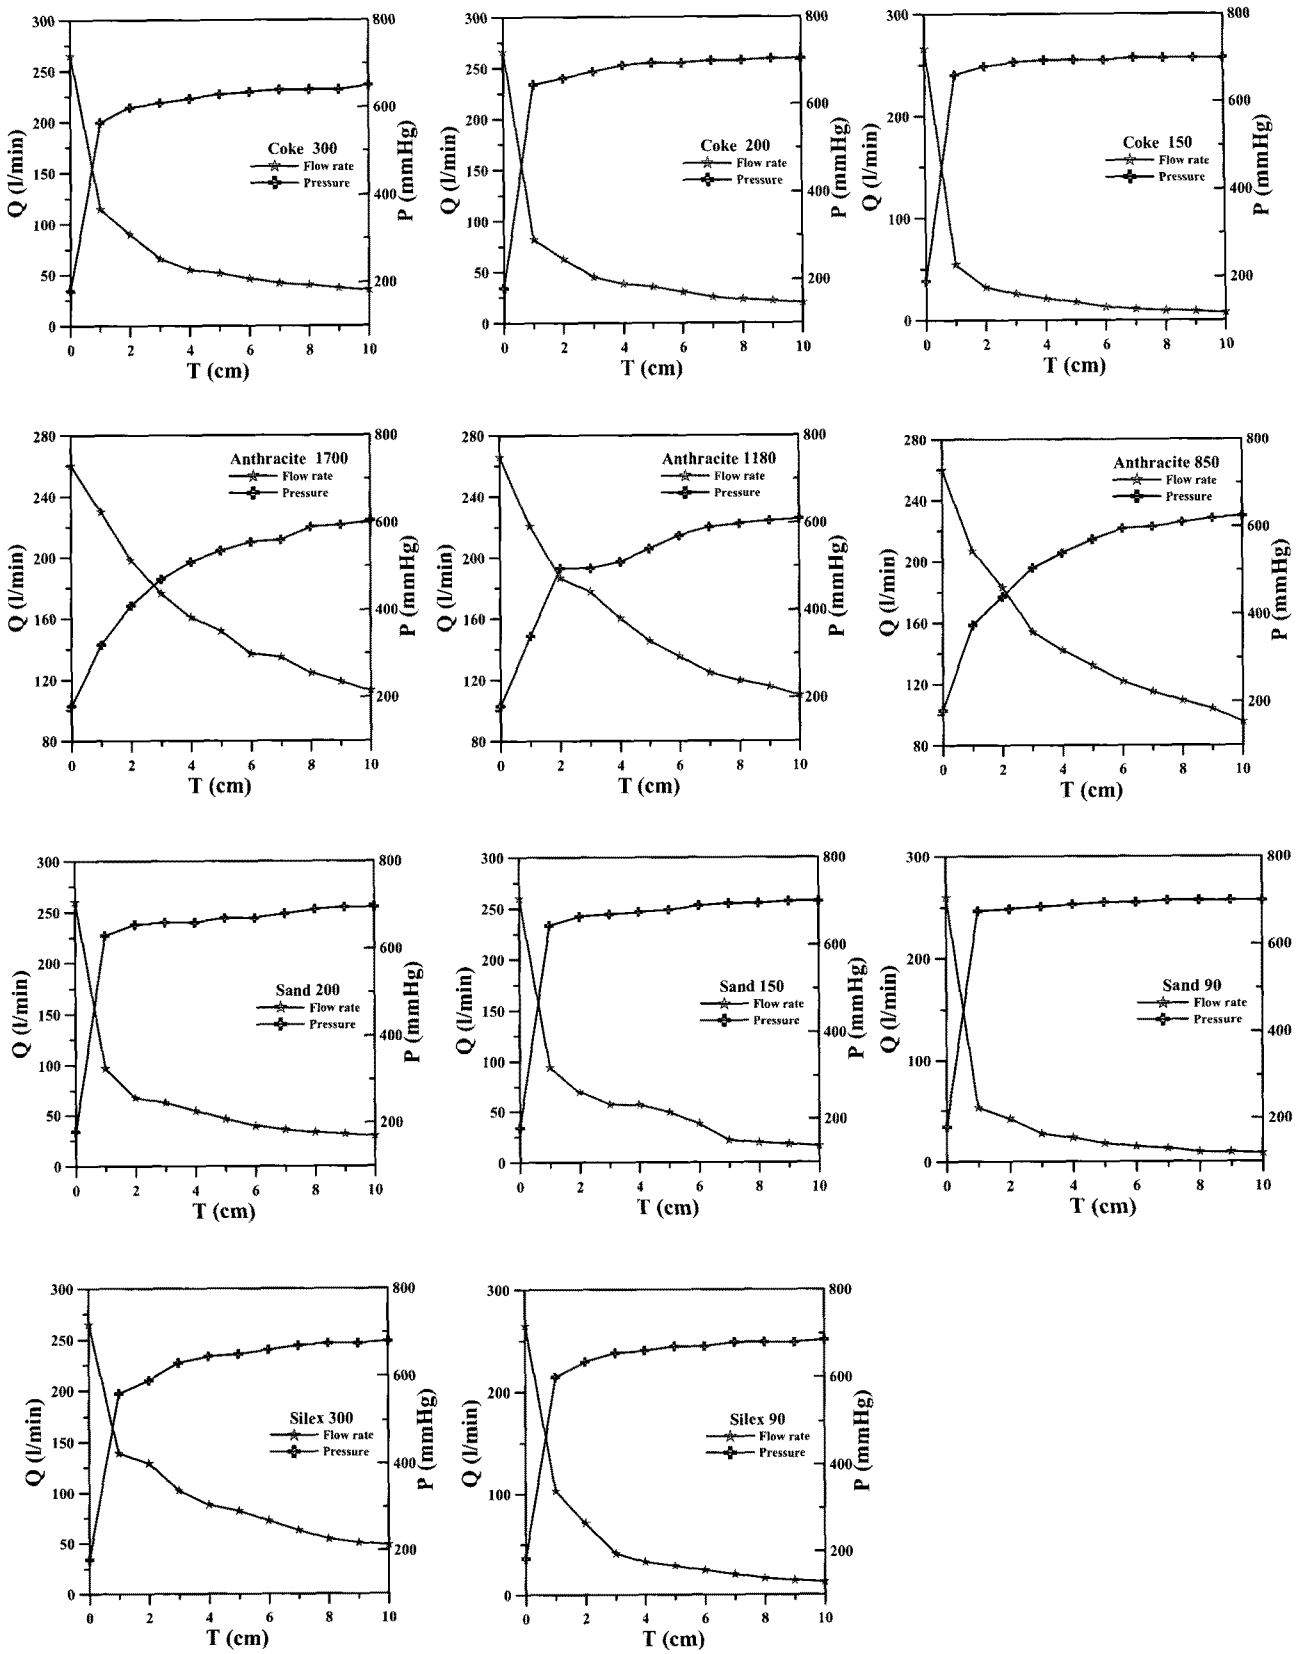 Coke 300
Flow rate
Pressure
Q (l/min)
300
250
200
150
100
50
0
P (mmHg)
800
600
400
200
0 2 4 6 8 10
T (cm)
Coke 200
Flow rate
Pressure
Q (l/min)
300
250
200
150
100
50
0
P (mmHg)
800
600
400
200
0 2 4 6 8 10
T (cm)
Coke 150
Flow rate
Pressure
Q (l/min)
300
200
100
0
P (mmHg)
800
600
400
200
0 2 4 6 8 10
T (cm)
Anthracite 1700
Flow rate
Pressure
Q (l/min)
280
240
200
160
120
80
P (mmHg)
800
600
400
200
0 2 4 6 8 10
T (cm)
Anthracite 1180
Flow rate
Pressure
Q (l/min)
280
240
200
160
120
80
P (mmHg)
800
600
400
200
0 2 4 6 8 10
T (cm)
Anthracite 850
Flow rate
Pressure
Q (l/min)
280
240
200
160
120
80
P (mmHg)
800
600
400
200
0 2 4 6 8 10
T (cm)
Sand 200
Flow rate
Pressure
Q (l/min)
300
250
200
150
100
50
0
P (mmHg)
800
600
400
200
0 2 4 6 8 10
T (cm)
Sand 150
Flow rate
Pressure
Q (l/min)
300
250
200
150
100
50
0
P (mmHg)
800
600
400
200
0 2 4 6 8 10
T (cm)
Sand 90
Flow rate
Pressure
Q (l/min)
300
200
100
0
P (mmHg)
800
600
400
200
0 2 4 6 8 10
T (cm)
Silex 300
Flow rate
Pressure
Q (l/min)
300
250
200
150
100
50
0
P (mmHg)
800
600
400
200
0 2 4 6 8 10
T (cm)
Silex 90
Flow rate
Pressure
Q (l/min)
300
200
100
0
P (mmHg)
800
600
400
200
0 2 4 6 8 10
T (cm)